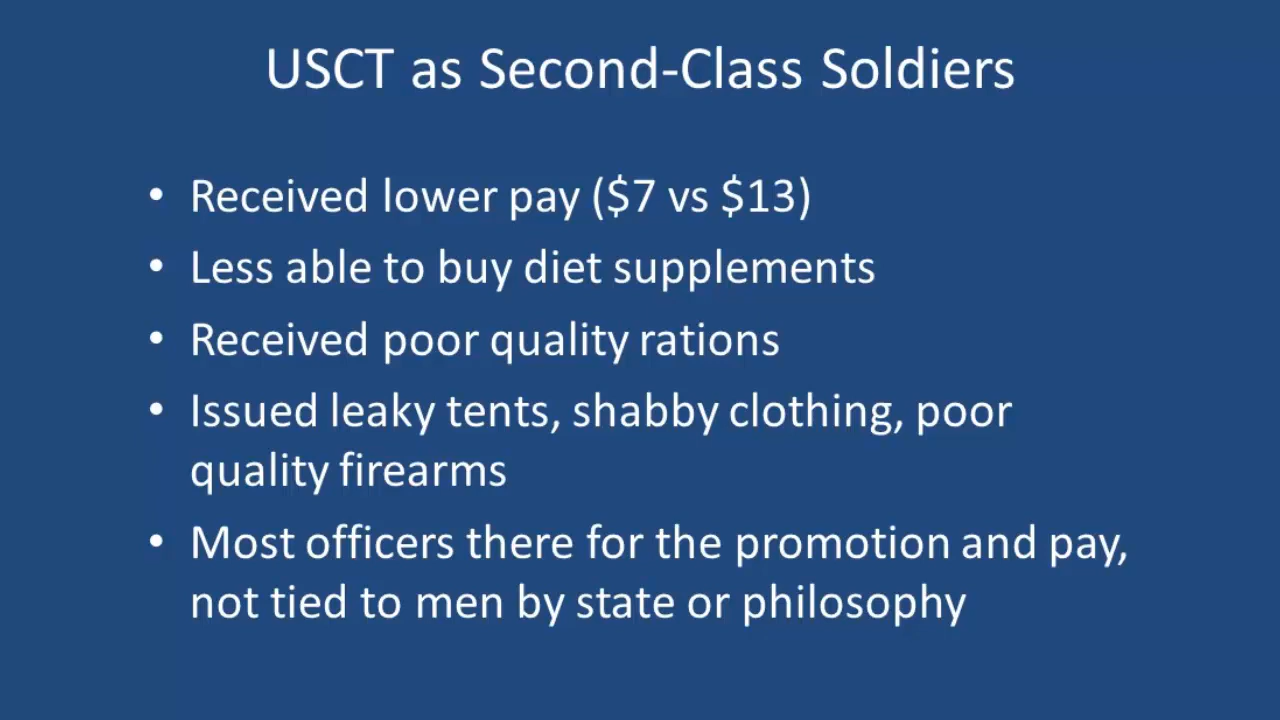 USCT as Second-Class Soldiers
• Received lower pay ($7 vs $13)
• Less able to buy diet supplements
• Received poor quality rations
• Issued leaky tents, shabby clothing, poor
quality firearms
• Most officers there for the promotion and pay,
not tied to men by state or philosophy